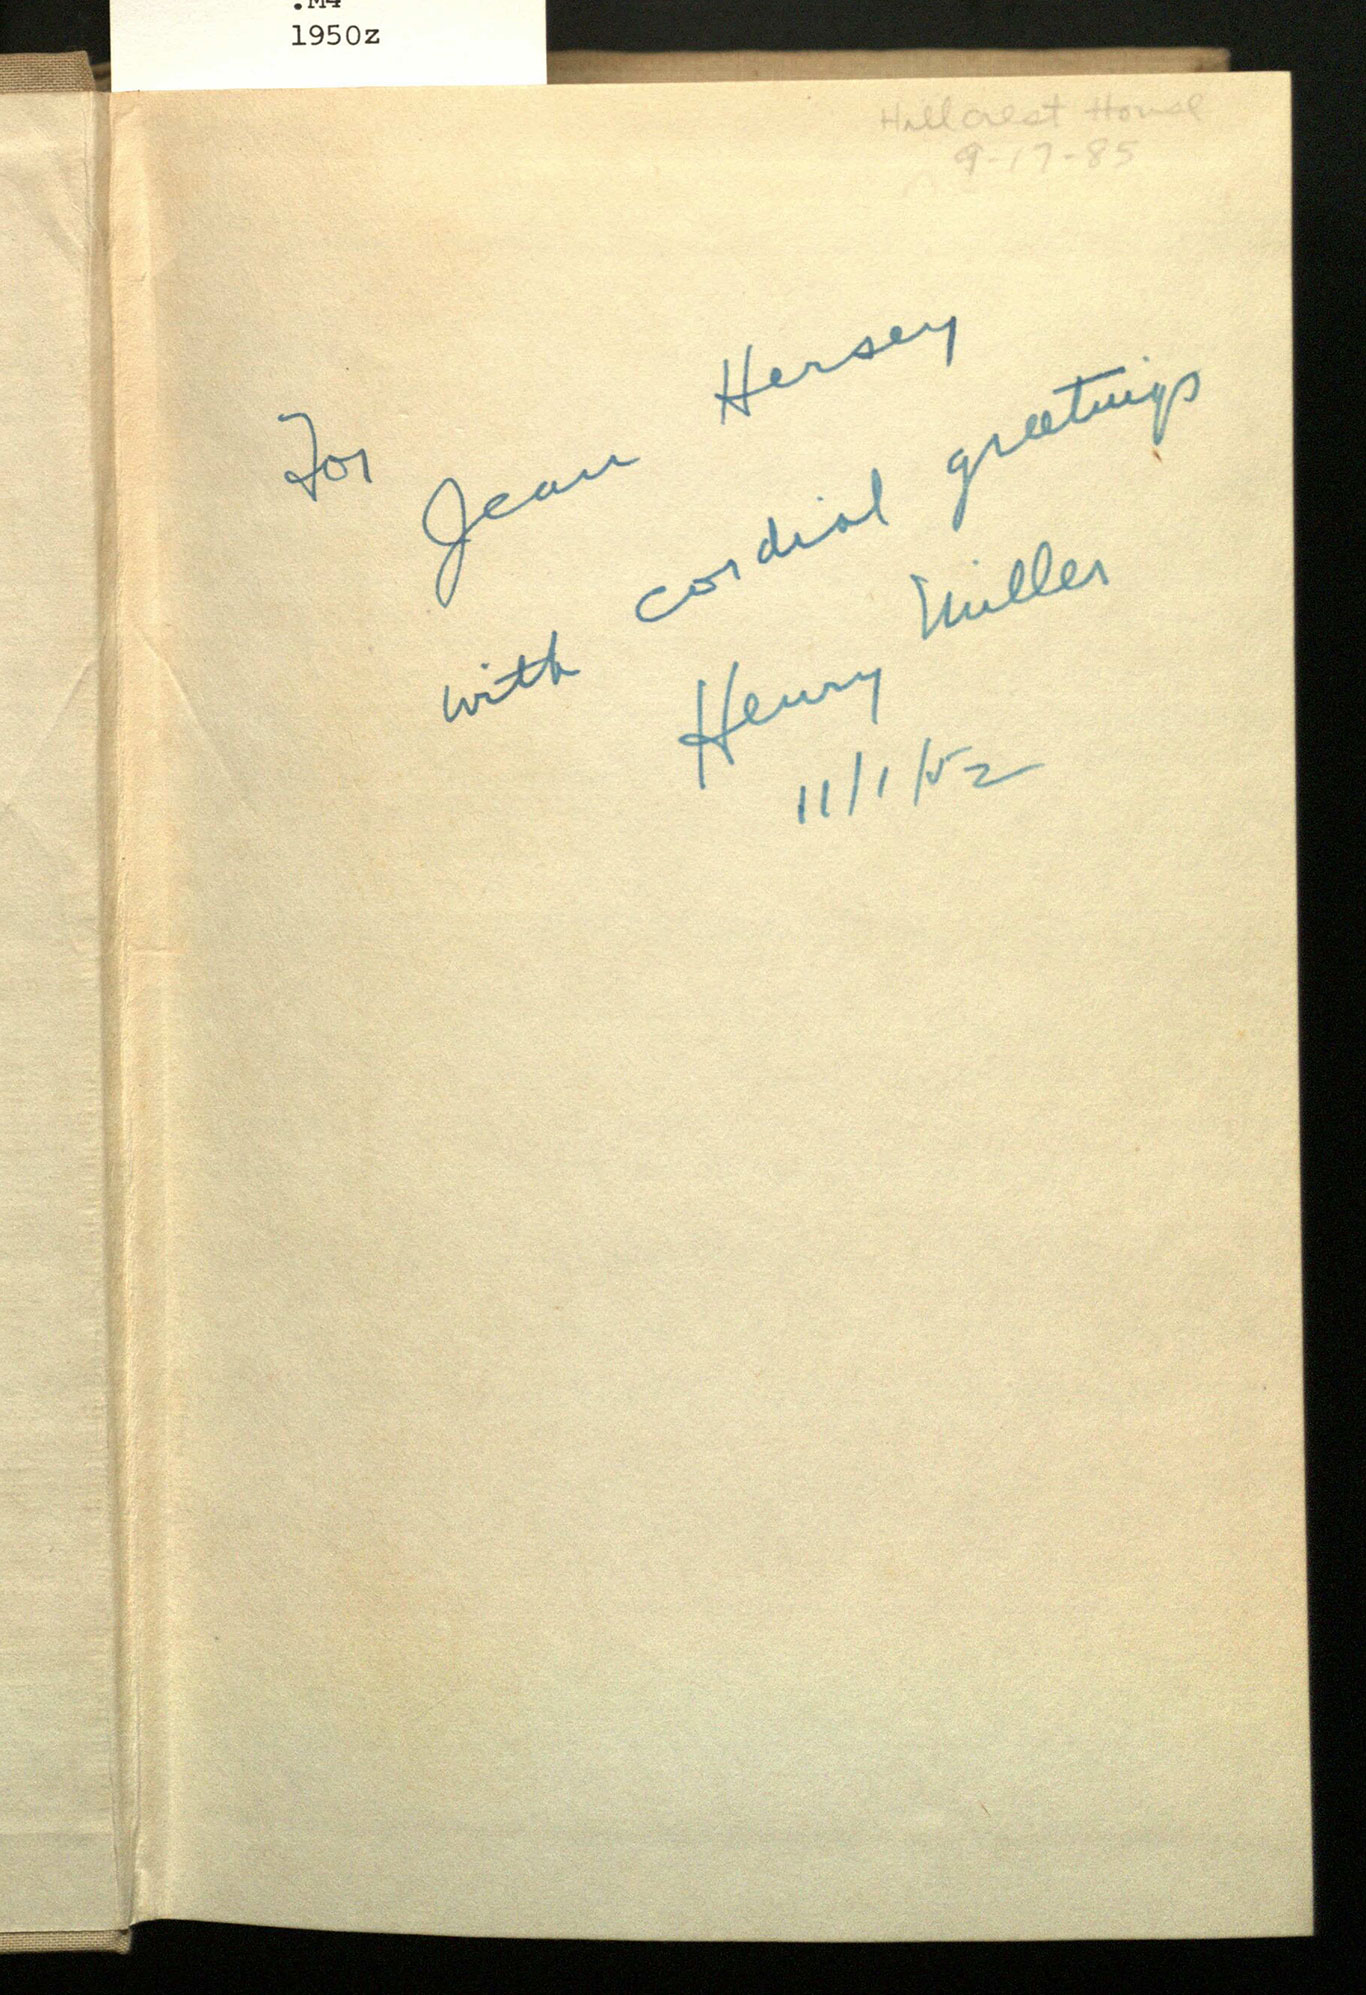 .M4
1950z
Hillcrest House
9-17-85
For Jean Hersey
with cordial greetings
Henry Miller
11/1/52